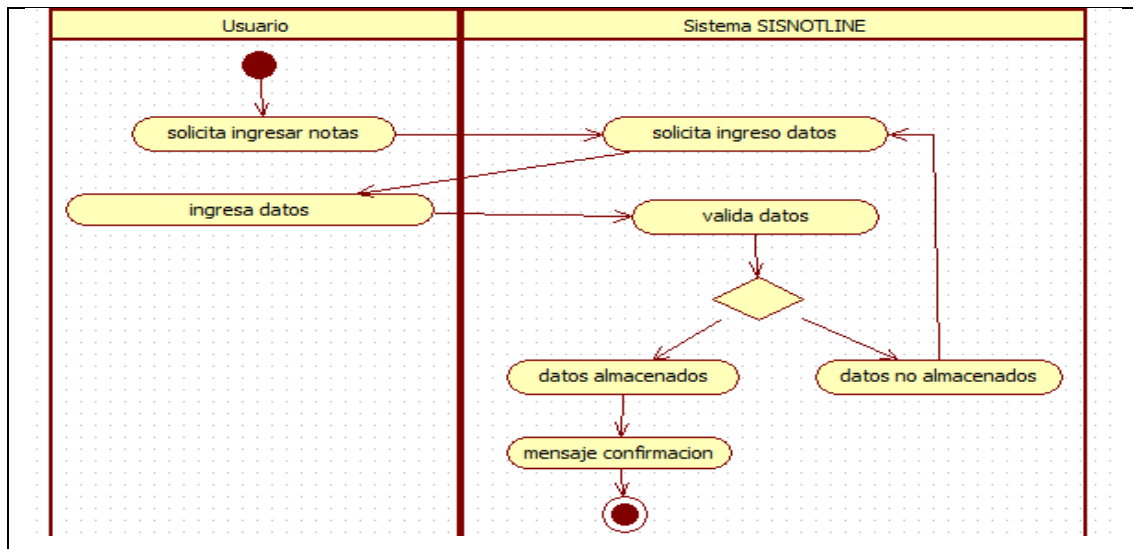 Usuario
Sistema SISNOTLINE
solicita ingresar notas
solicita ingreso datos
ingresa datos
valida datos
datos almacenados
datos no almacenados
mensaje confirmacion